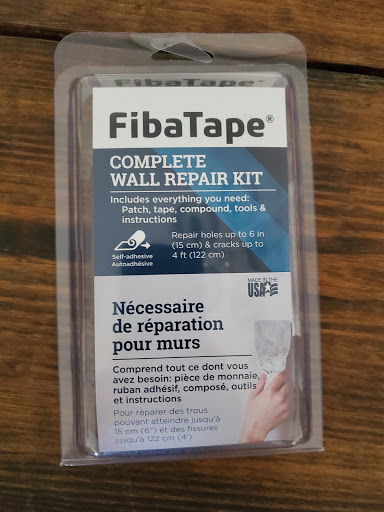 FibaTape®
COMPLETE
WALL REPAIR KIT
Includes everything you need:
Patch, tape, compound, tools &
instructions
Repair holes up to 6 in
(15 cm) & cracks up to
4 ft (122 cm)
Self-adhesive
Autoadhésive
MADE IN THE
USA
Nécessaire
de réparation
pour murs
Comprend tout ce dont vous
avez besoin: pièce de monnaie,
ruban adhésif, composé, outils
et instructions
Pour réparer des trous
pouvant atteindre jusqu'à
15 cm (6") et des fissures
jusqu'à 122 cm (4')